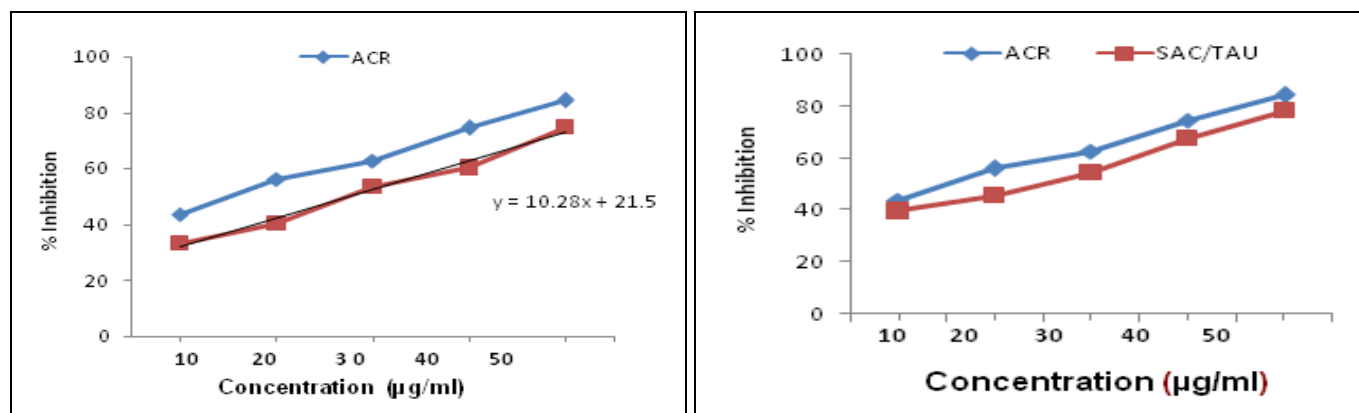 ACR
100
80
60
40
20
0
% Inhibition
y = 10.28x + 21.5
10 20 3 0 40 50
Concentration (µg/ml)
ACR SAC/TAU
100
80
60
40
20
0
% Inhibition
10 20 30 40 50
Concentration (µg/ml)